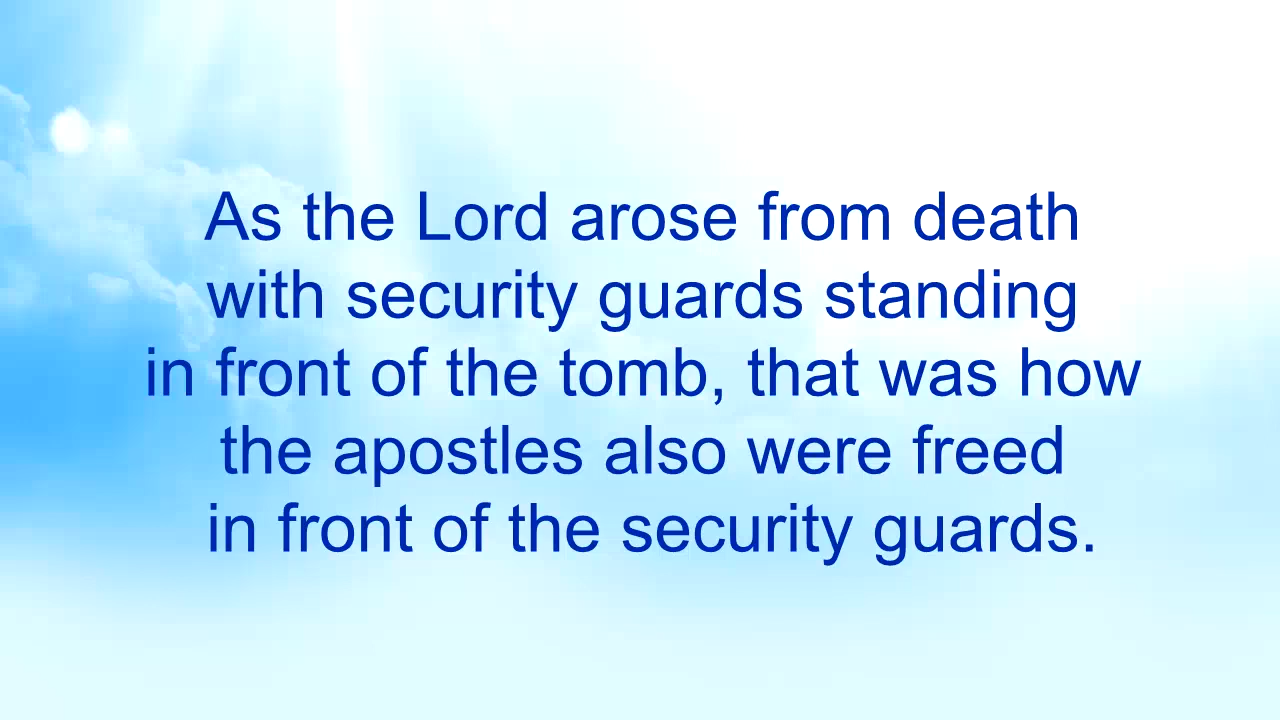 As the Lord arose from death
with security guards standing
in front of the tomb, that was how
the apostles also were freed
in front of the security guards.